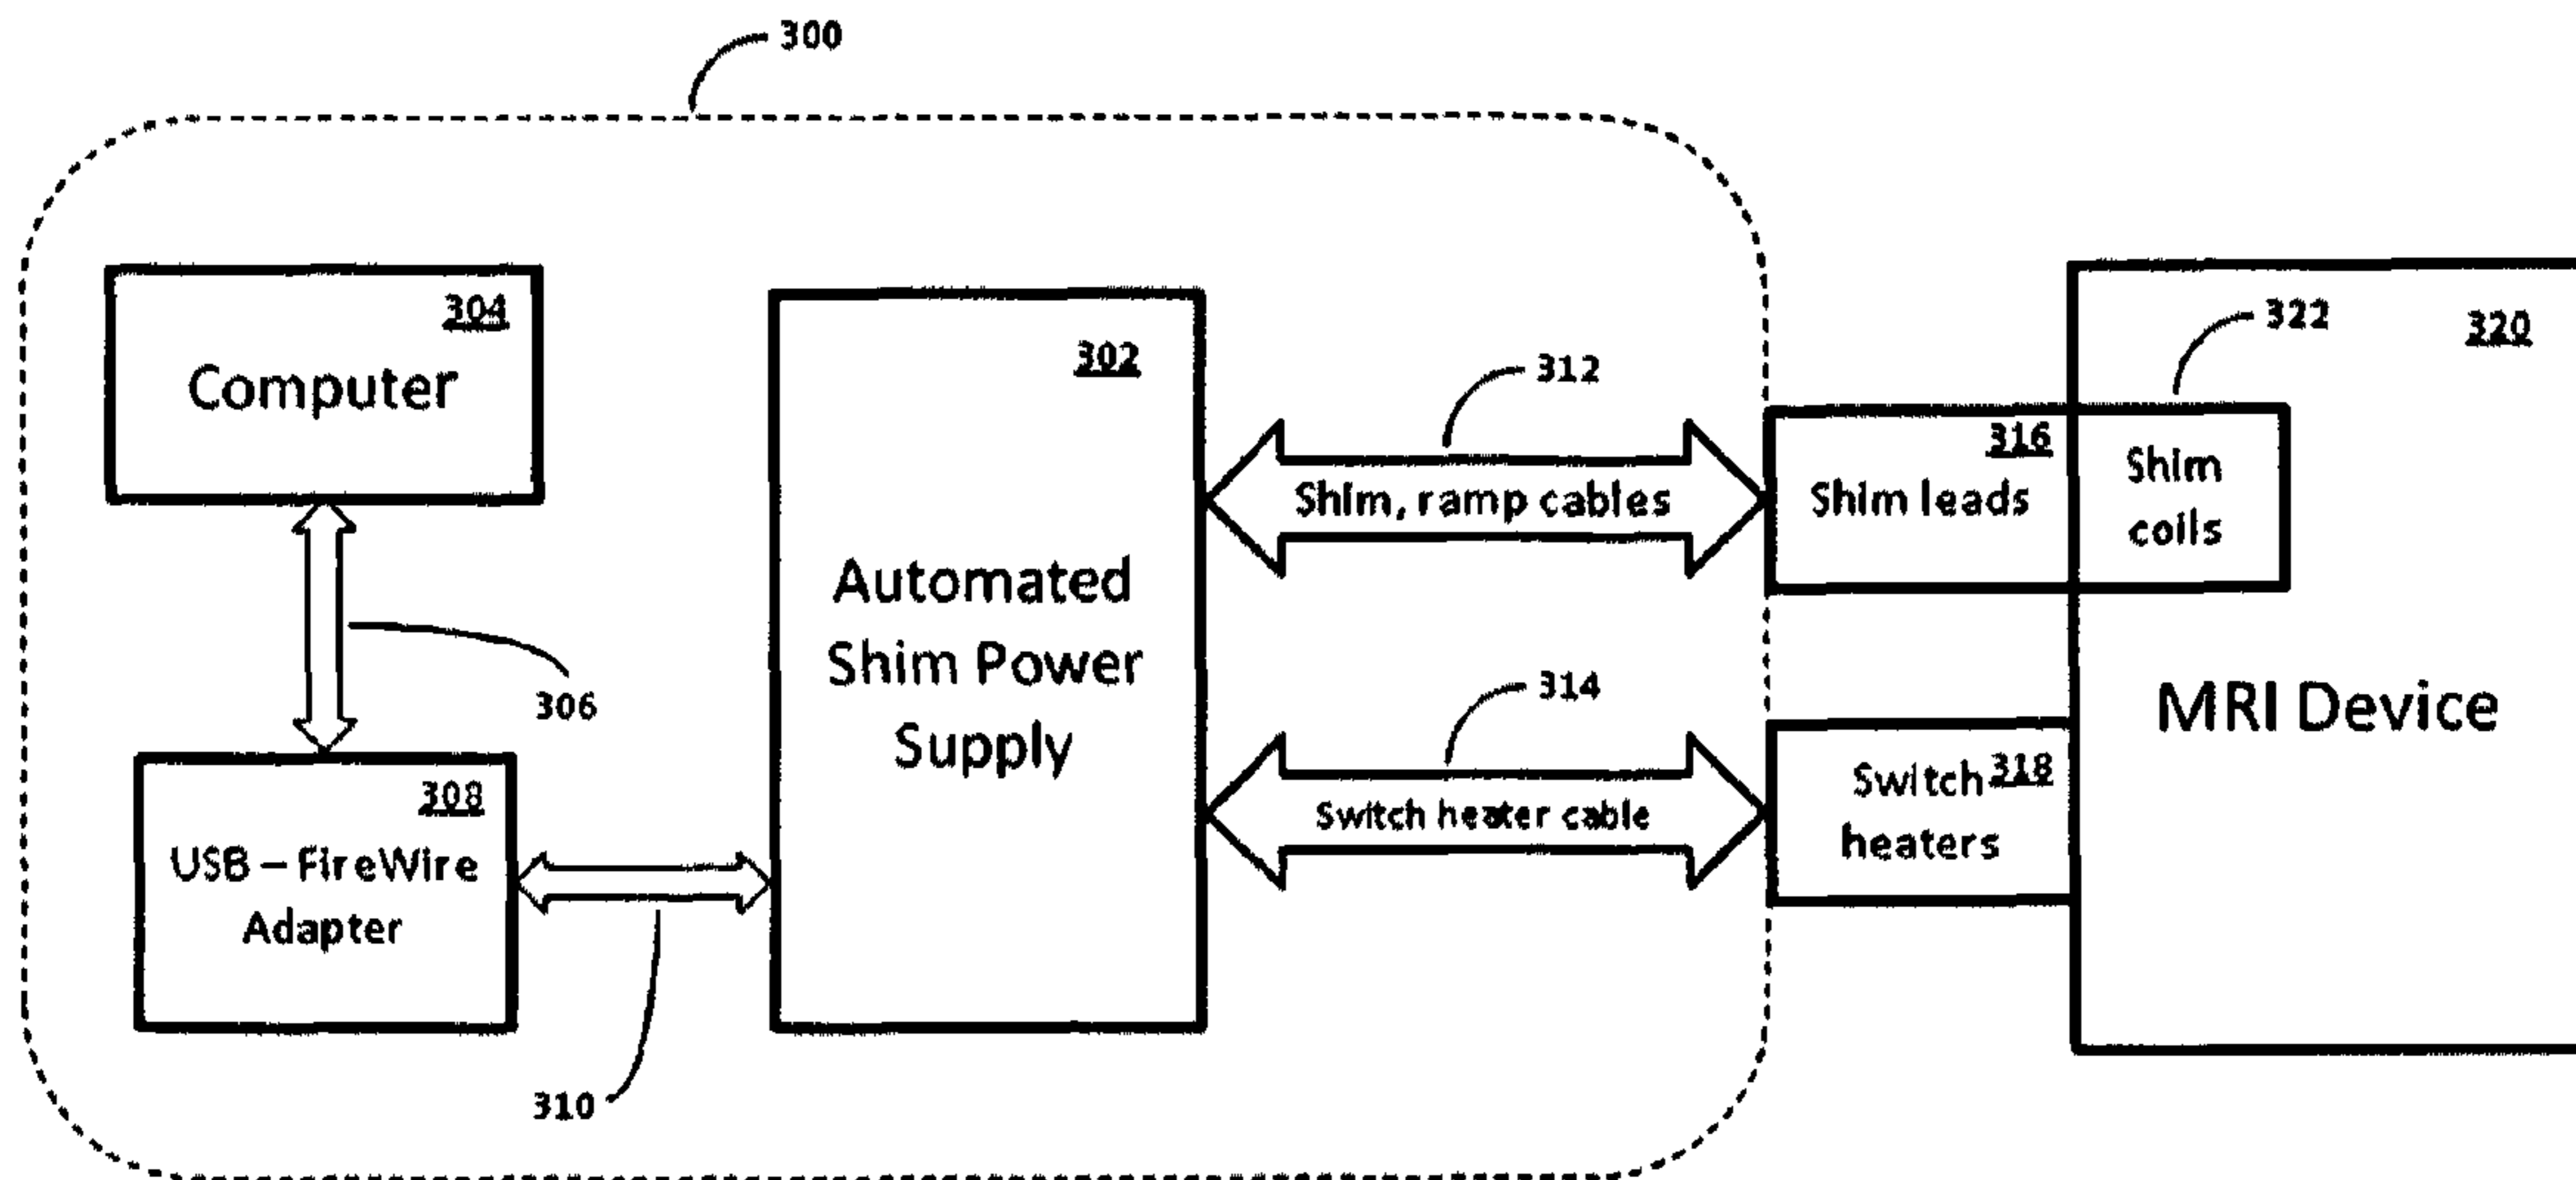 300
304
Computer
306
308
USB – FireWire
Adapter
310
302
Automated
Shim Power
Supply
312
Shim, ramp cables
314
Switch heater cable
316
Shim leads
322
Shim
coils
318
Switch
heaters
320
MRI Device